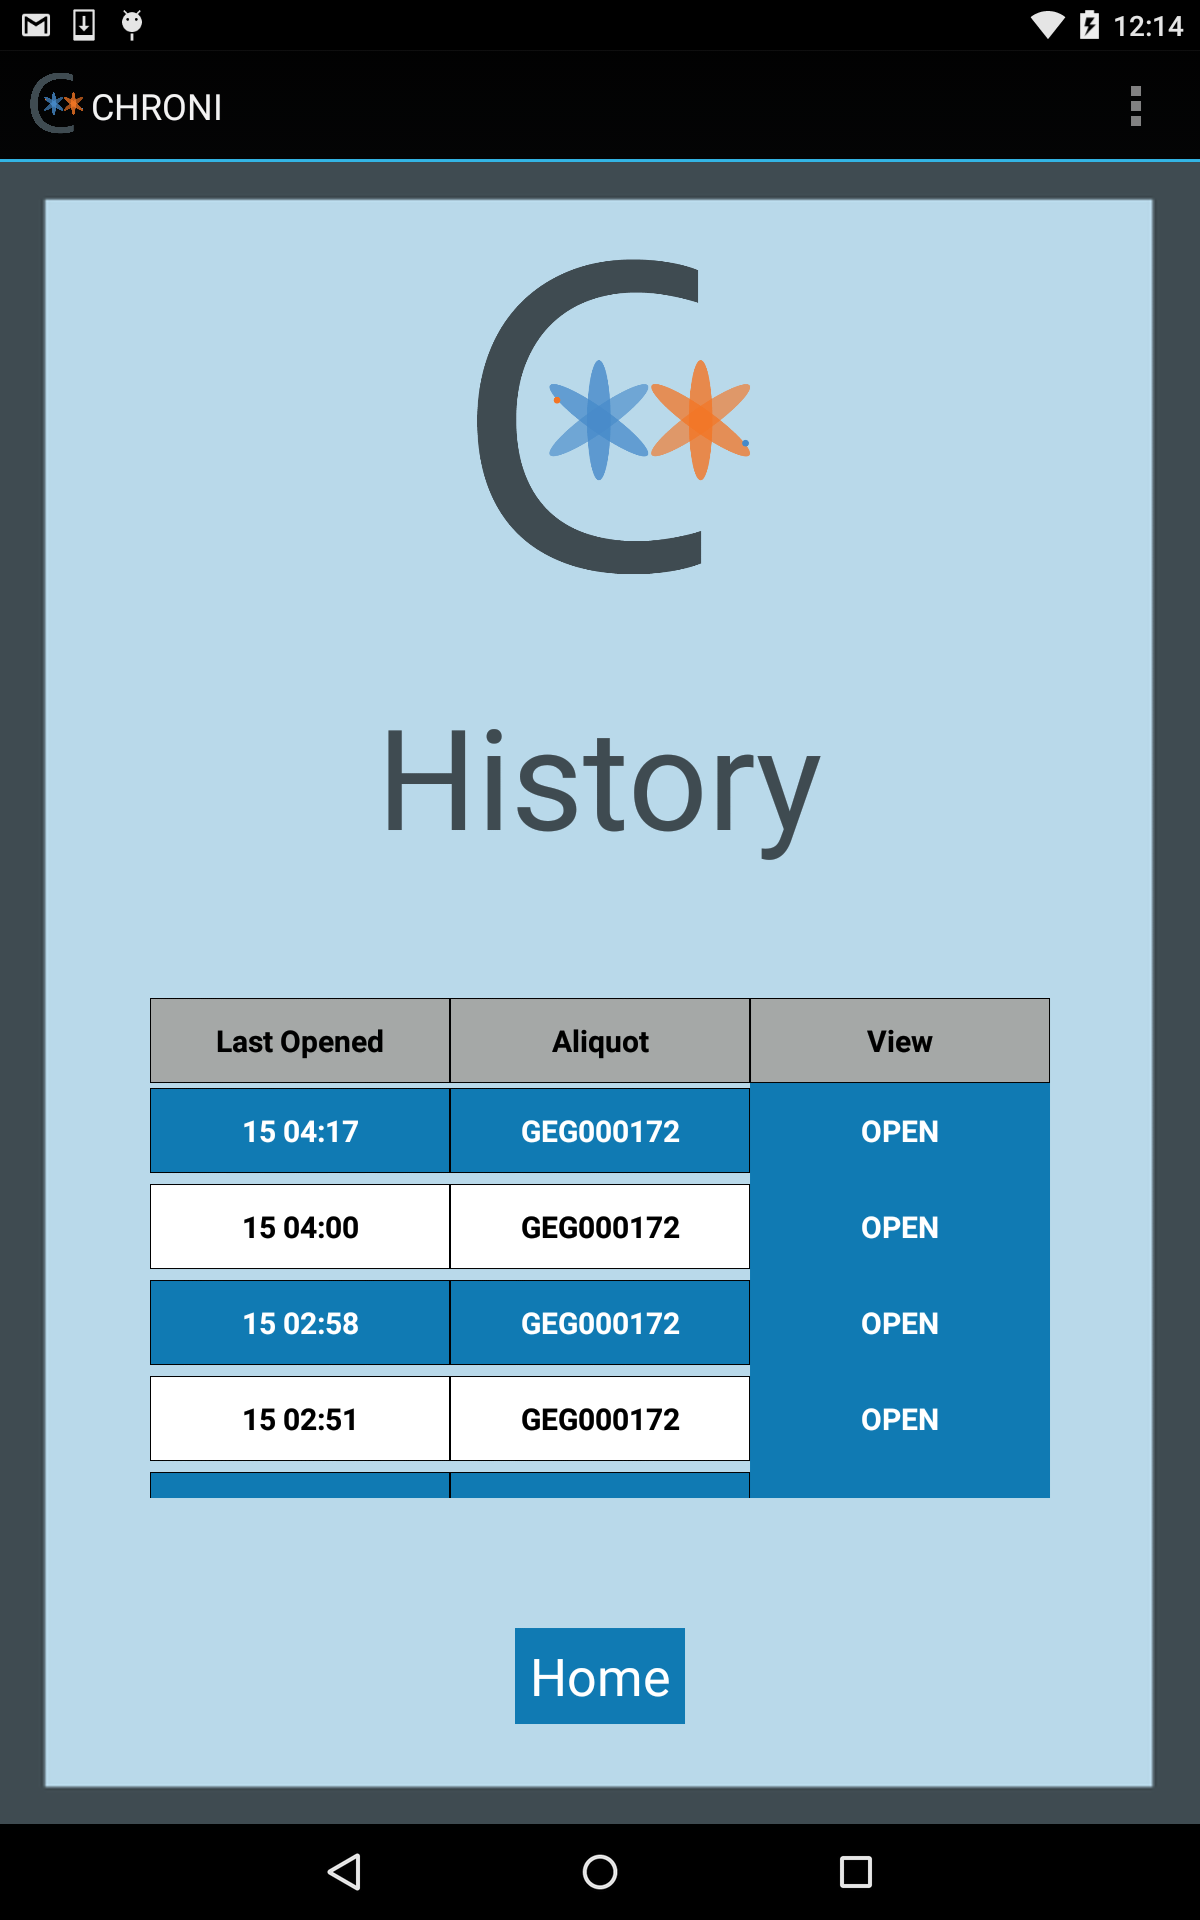 12:14
CHRONI
History
Last Opened Aliquot View
15 04:17 GEG000172 OPEN
15 04:00 GEG000172 OPEN
15 02:58 GEG000172 OPEN
15 02:51 GEG000172 OPEN
Home